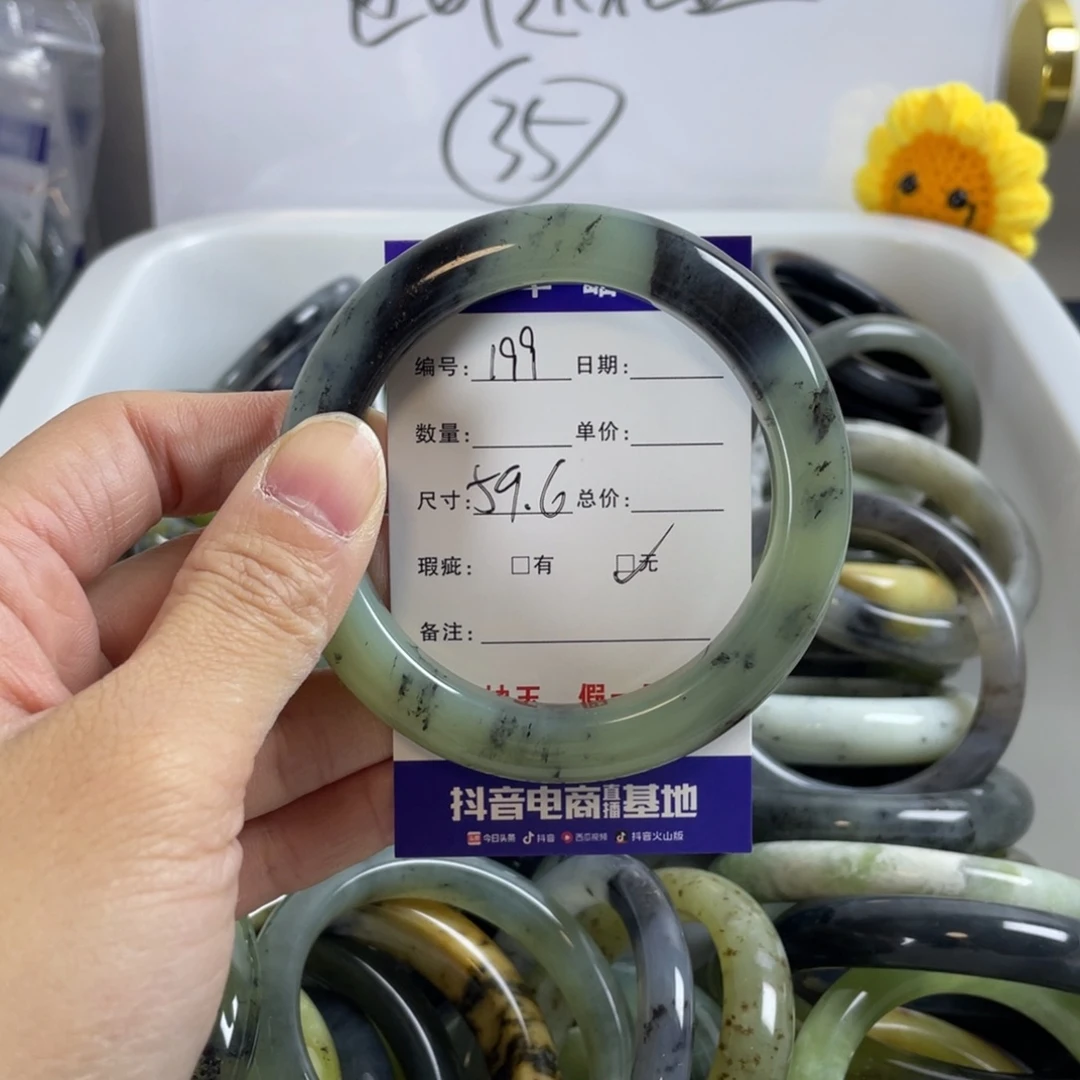 35
编号: 199 日期:
数量: 单价:
尺寸: 59.6 总价:
瑕疵: □有 ☑无
备注:
假一
抖音电商直播基地
今日头条 抖音 西瓜视频 抖音火山版